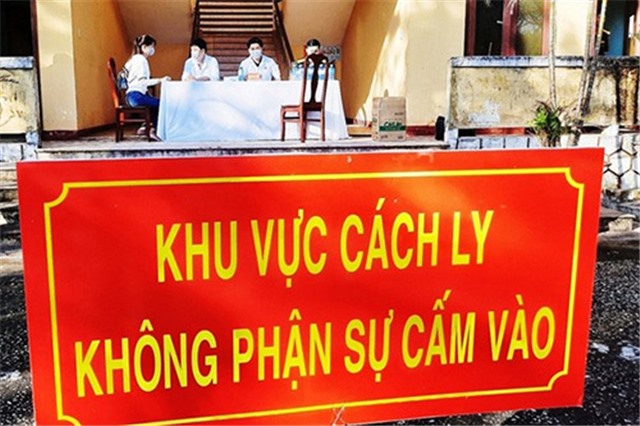 KHU VỰC CÁCH LY
KHÔNG PHẬN SỰ CẤM VÀO